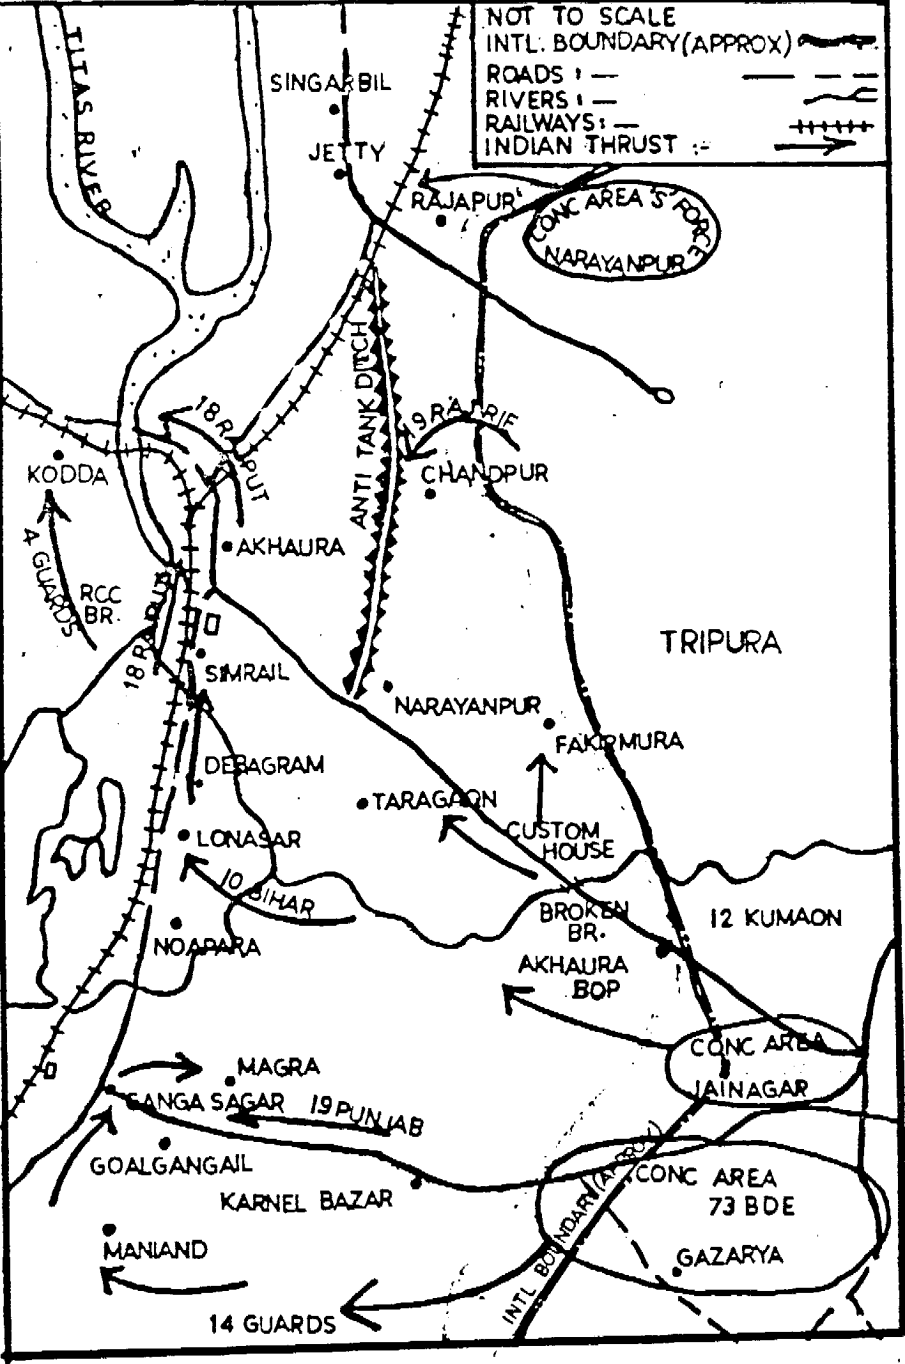 NOT TO SCALE
INTL. BOUNDARY (APPROX)
ROADS : —
RIVERS : —
RAILWAYS : —
INDIAN THRUST :-
TITAS RIVER
SINGARBIL
JETTY
RAJAPUR
CONC AREA 'S' FORCE
NARAYANPUR
ANTI TANK DITCH
18 RAJPUT
19 RAJ RIF
KODDA
CHANDPUR
4 GUARDS
AKHAURA
RCC
BR.
18 RAJPUT
SIMRAIL
TRIPURA
NARAYANPUR
FAKIRMURA
DEBAGRAM
TARAGAON
LONASAR
CUSTOM
HOUSE
10 BIHAR
BROKEN
BR.
12 KUMAON
NOAPARA
AKHAURA
BOP
CONC AREA
JAINAGAR
MAGRA
GANGA SAGAR
19 PUNJAB
GOALGANGAIL
KARNEL BAZAR
CONC AREA
73 BDE
INTL BOUNDARY (APPROX)
MANIAND
GAZARYA
14 GUARDS